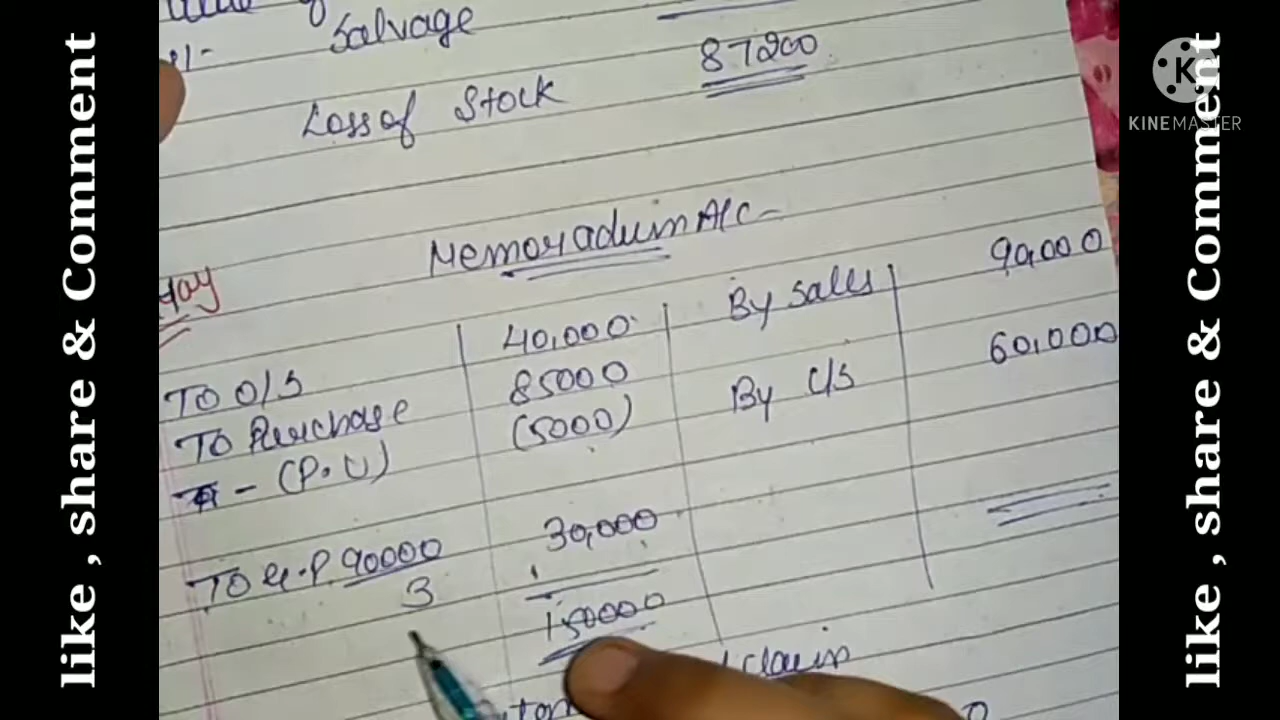 like , share & Comment
Salvage
87200
Loss of Stock
KINEMASTER
Memoradum A/C -
To O/S 40,000 By Sales 90,000
To Purchase 85000 By C/S 60,000
- (P.U) (5000)
To G.P 90000 30,000
3
150000
claim
like , share & Comment